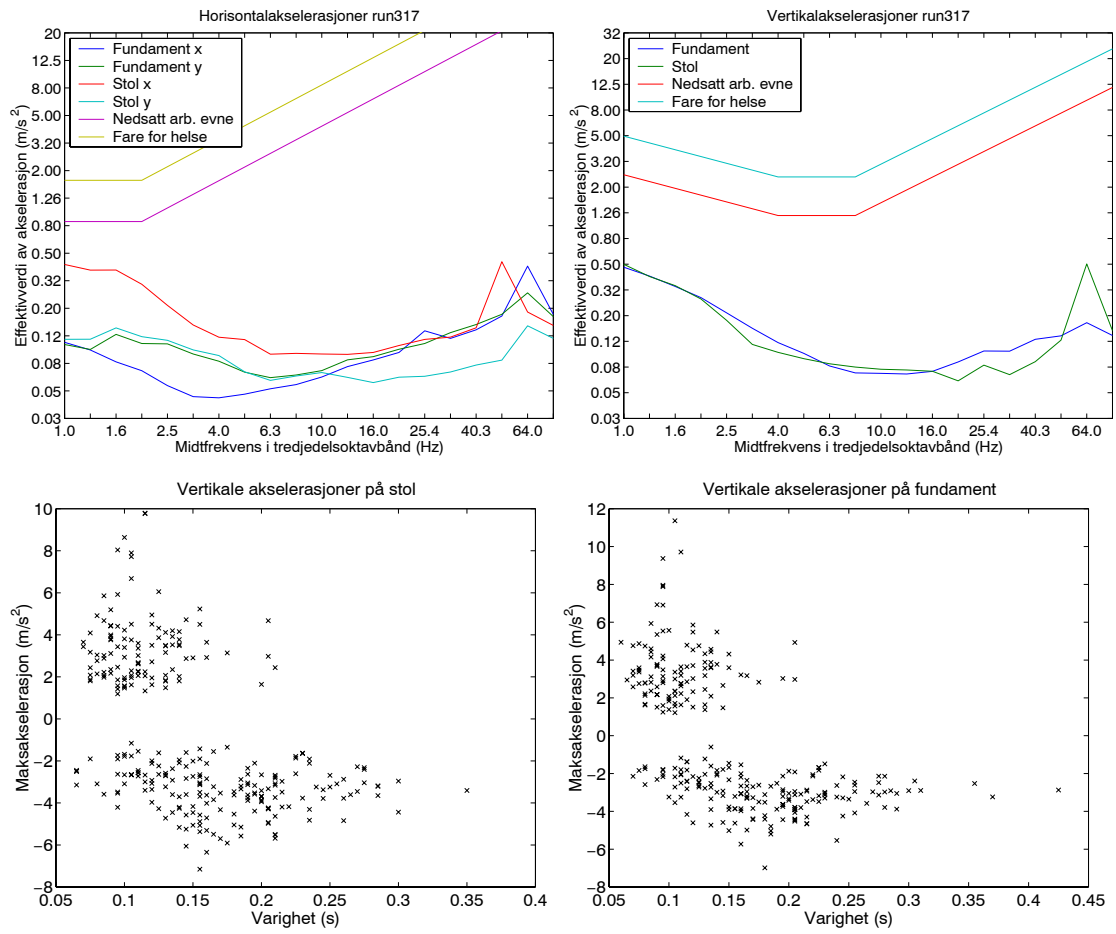 Horisontalakselerasjoner run317
Effektivverdi av akselerasjon (m/s²)
20
12.5
8.00
5.00
3.20
2.00
1.26
0.80
0.50
0.32
0.20
0.12
0.08
0.05
0.03
Fundament x
Fundament y
Stol x
Stol y
Nedsatt arb. evne
Fare for helse
1.0 1.6 2.5 4.0 6.3 10.0 16.0 25.4 40.3 64.0
Midtfrekvens i tredjedelsoktavbånd (Hz)
Vertikalakselerasjoner run317
Effektivverdi av akselerasjon (m/s²)
32
20
12.5
8.00
5.00
3.20
2.00
1.26
0.80
0.50
0.32
0.20
0.12
0.08
0.05
0.03
Fundament
Stol
Nedsatt arb. evne
Fare for helse
1.0 1.6 2.5 4.0 6.3 10.0 16.0 25.4 40.3 64.0
Midtfrekvens i tredjedelsoktavbånd (Hz)
Vertikale akselerasjoner på stol
Maksakselerasjon (m/s²)
10
8
6
4
2
0
−2
−4
−6
−8
0.05 0.1 0.15 0.2 0.25 0.3 0.35 0.4
Varighet (s)
Vertikale akselerasjoner på fundament
Maksakselerasjon (m/s²)
12
10
8
6
4
2
0
−2
−4
−6
−8
0.05 0.1 0.15 0.2 0.25 0.3 0.35 0.4 0.45
Varighet (s)